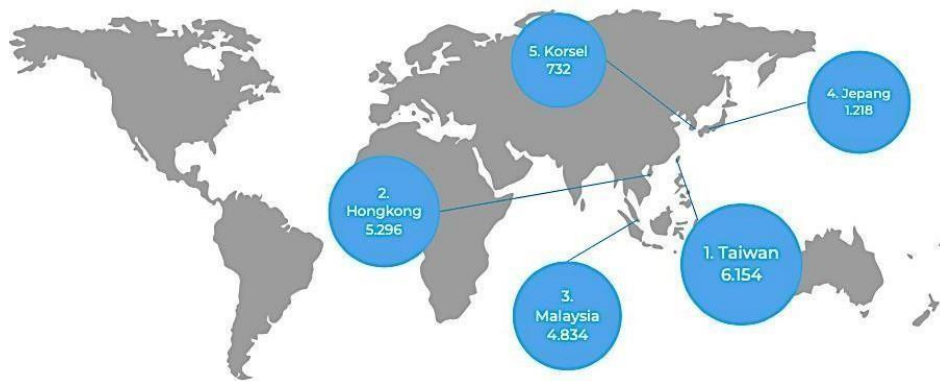 5. Korsel
732
4. Jepang
1.218
2.
Hongkong
5.296
1. Taiwan
6.154
3.
Malaysia
4.834